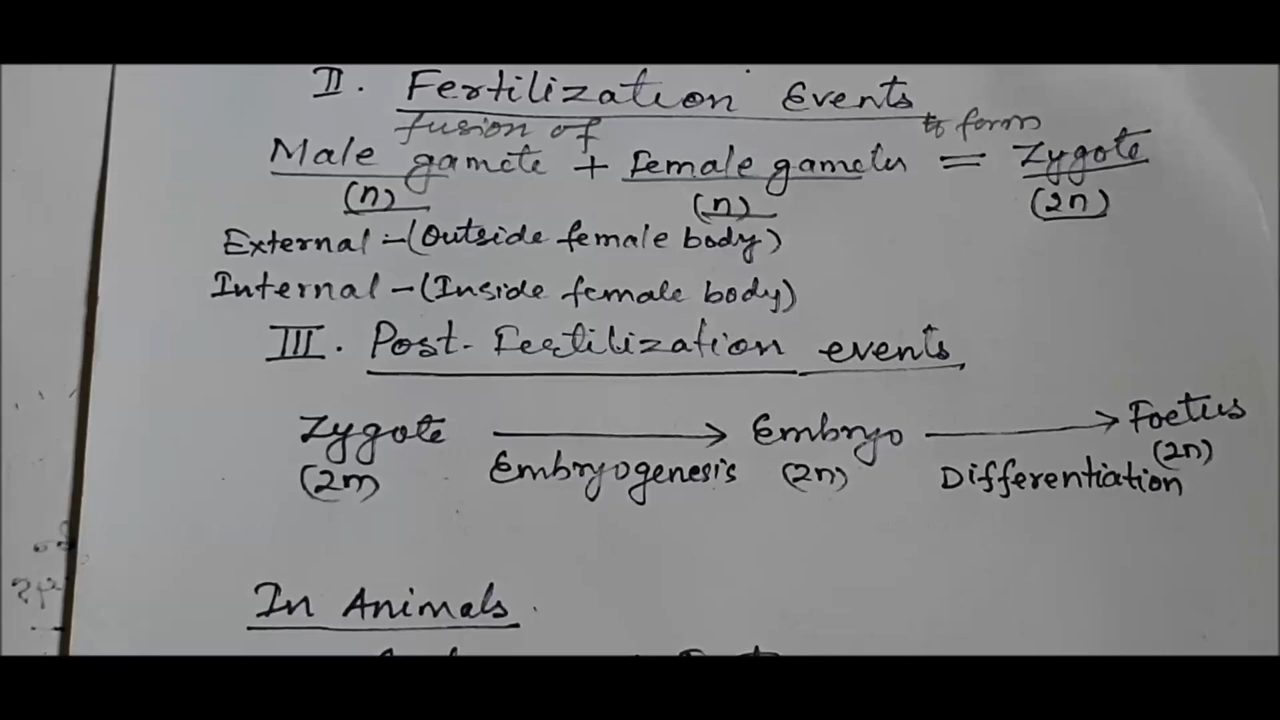 II. Fertilization Events
fusion of to form
Male gamete + Female gametes = Zygote
(n) (n) (2n)
External - (Outside female body)
Internal - (Inside female body)
III. Post-Fertilization events
Zygote → Embryo → Foetus
(2n) Embryogenesis (2n) Differentiation (2n)
In Animals.